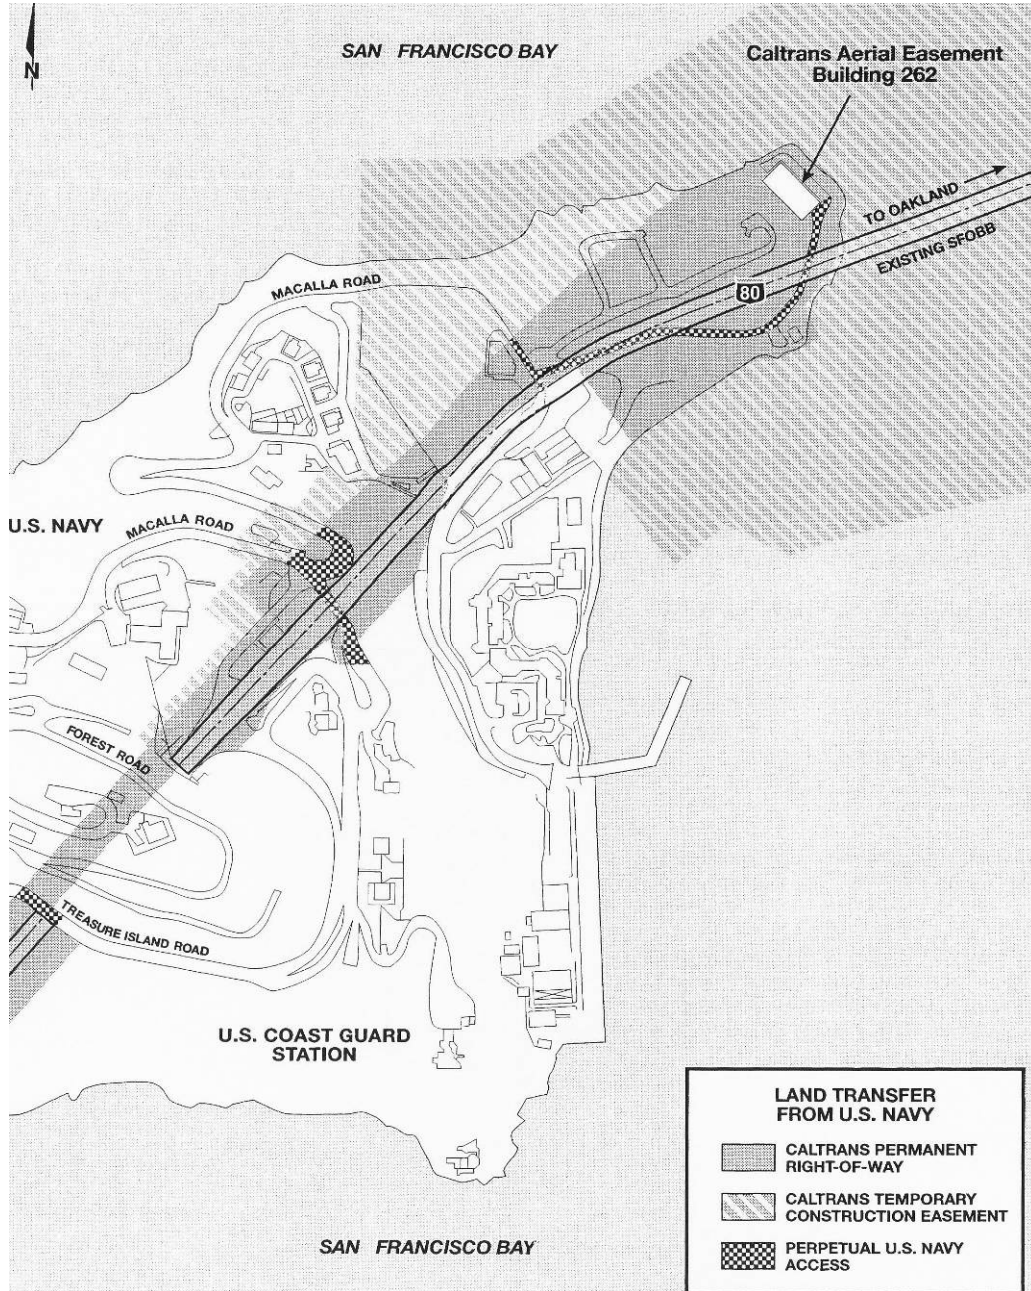 SAN FRANCISCO BAY
Caltrans Aerial Easement
Building 262
N
TO OAKLAND
EXISTING SFOBB
80
MACALLA ROAD
U.S. NAVY
MACALLA ROAD
FOREST ROAD
TREASURE ISLAND ROAD
U.S. COAST GUARD
STATION
SAN FRANCISCO BAY
LAND TRANSFER
FROM U.S. NAVY
CALTRANS PERMANENT
RIGHT-OF-WAY
CALTRANS TEMPORARY
CONSTRUCTION EASEMENT
PERPETUAL U.S. NAVY
ACCESS